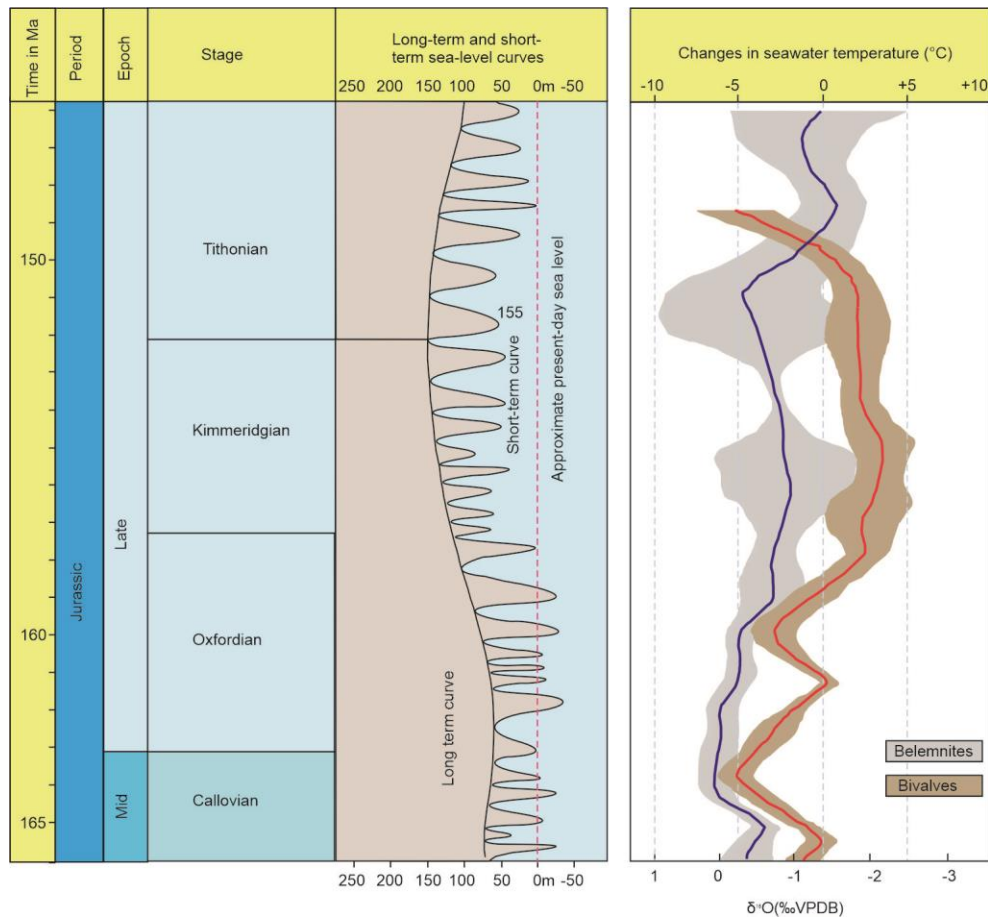 Time in Ma
Period
Epoch
Stage
Long-term and short-
term sea-level curves
250 200 150 100 50 0m -50
Changes in seawater temperature (°C)
-10 -5 0 +5 +10
150
160
165
Jurassic
Late
Mid
Tithonian
Kimmeridgian
Oxfordian
Callovian
155
Short-term curve
Approximate present-day sea level
Long term curve
Belemnites
Bivalves
250 200 150 100 50 0m -50
1 0 -1 -2 -3
δ¹⁸O(‰VPDB)